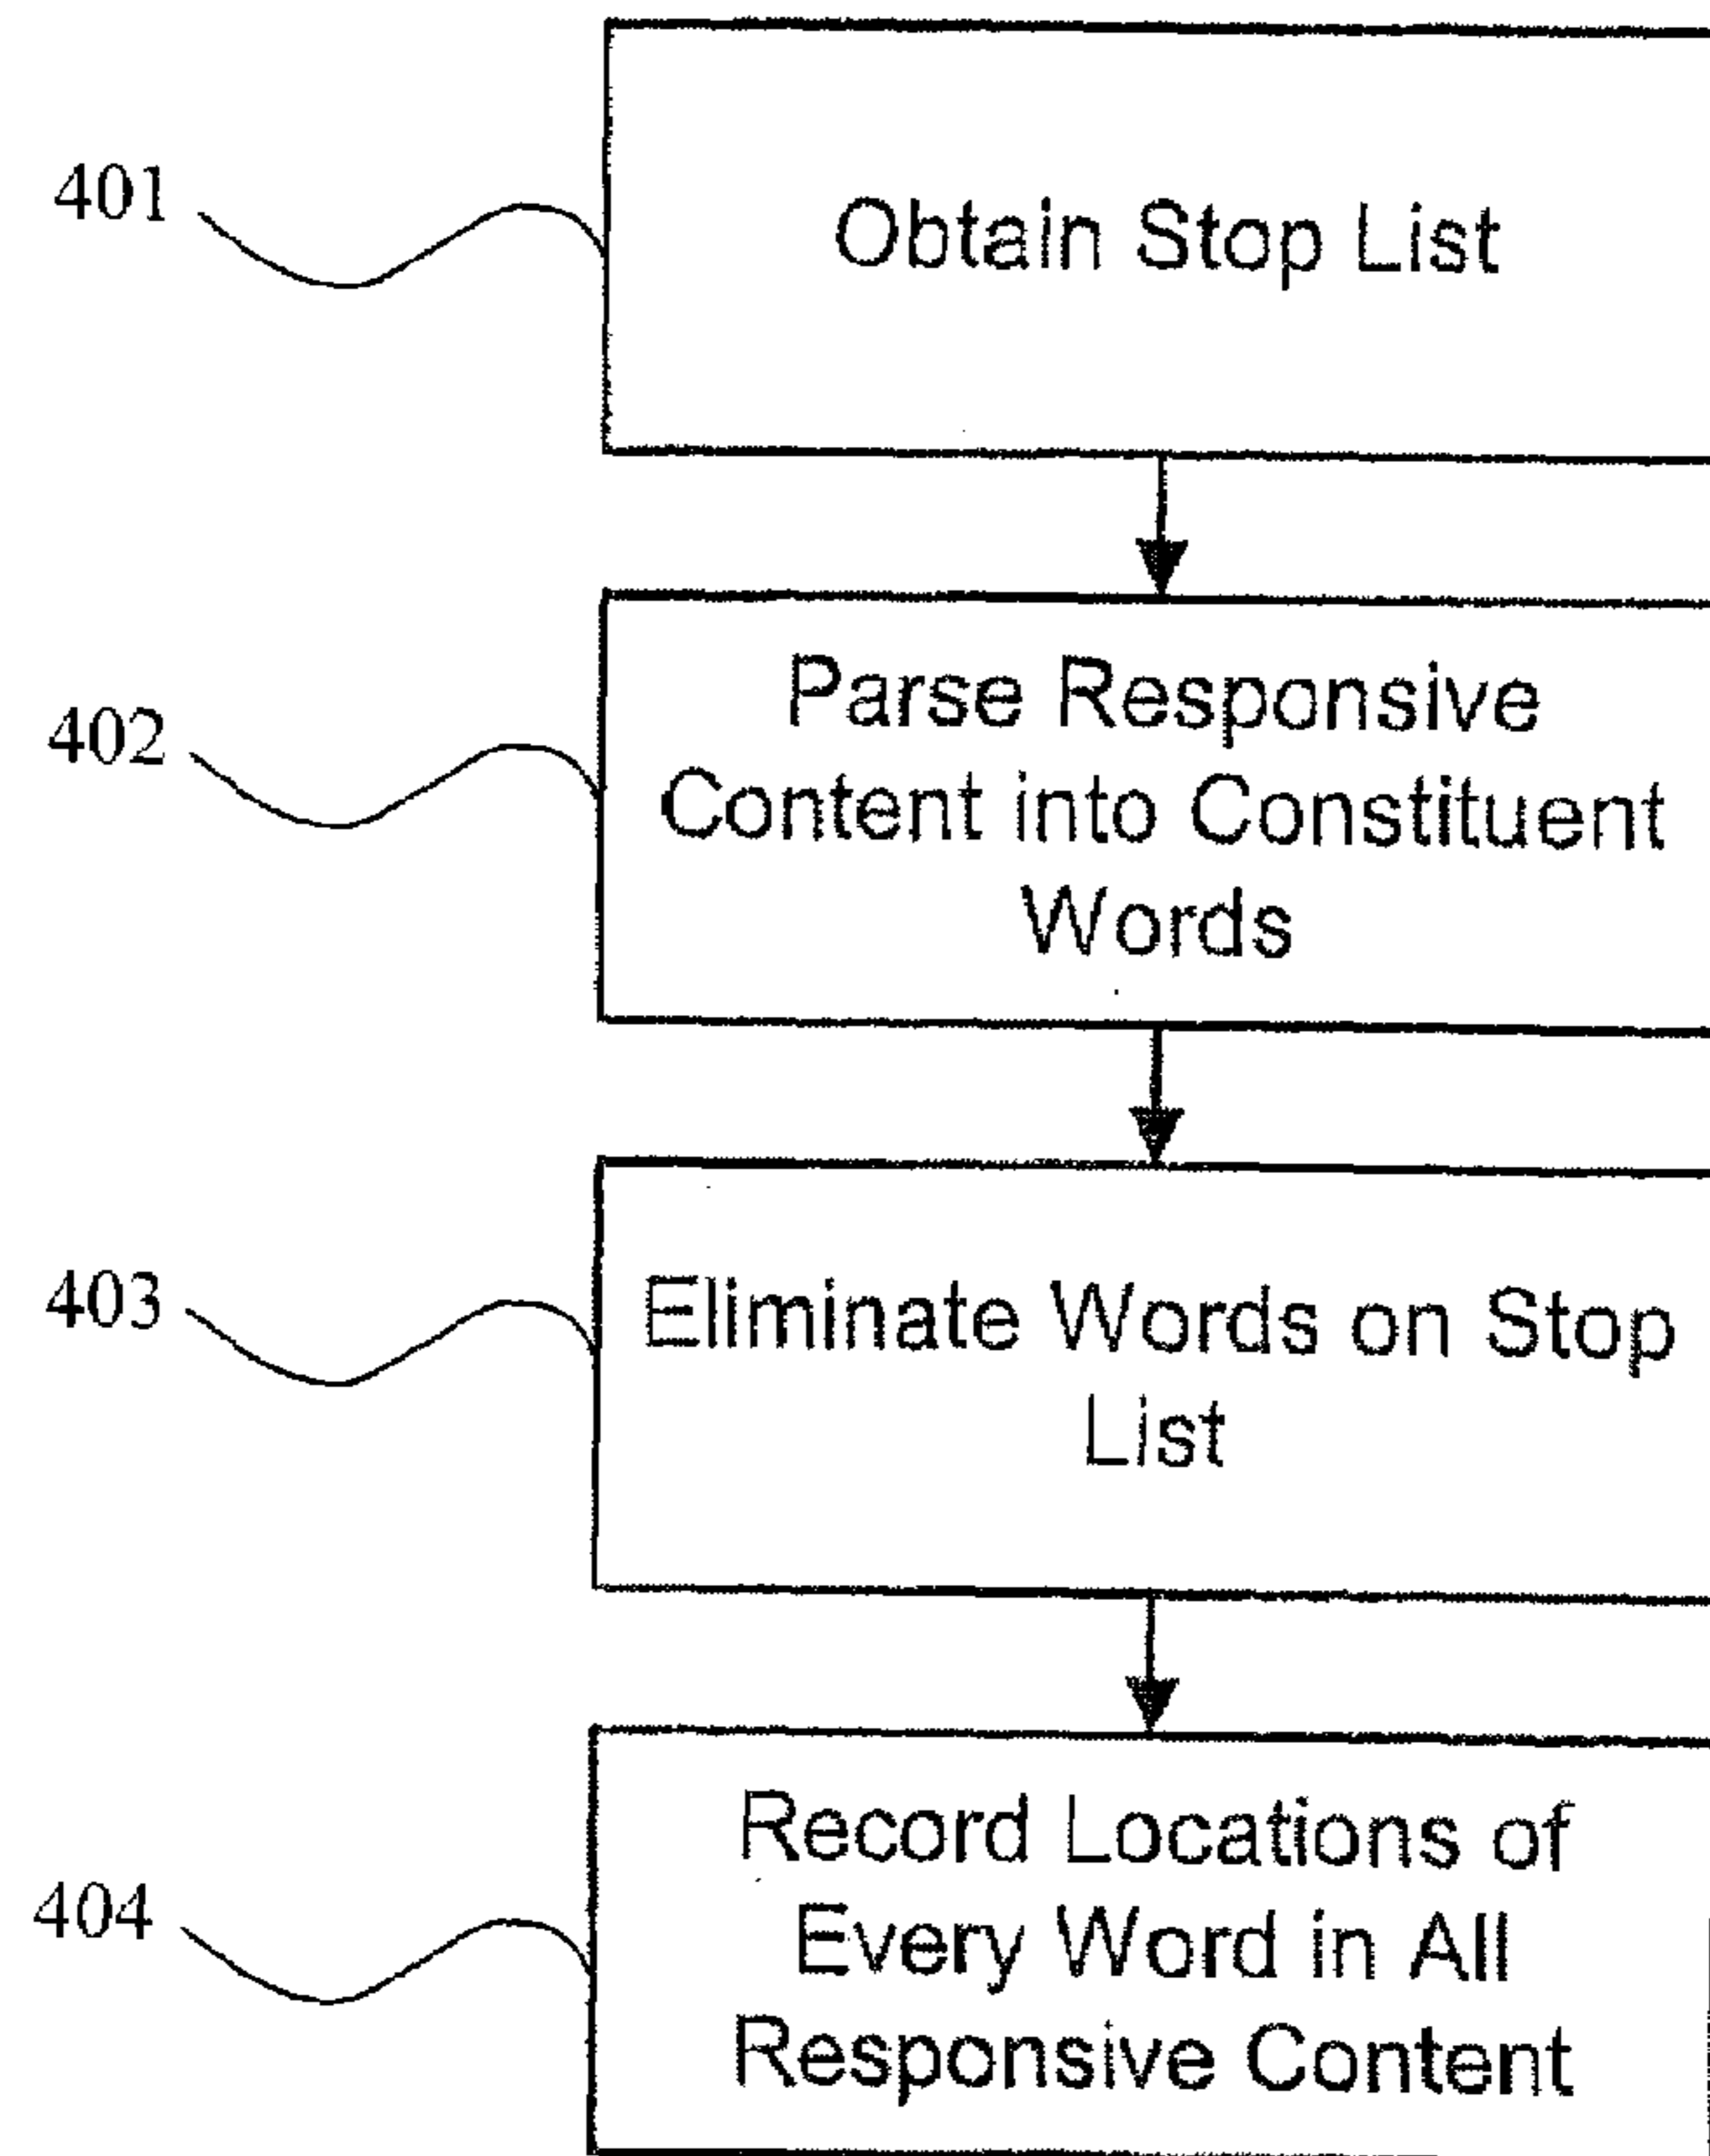 401
Obtain Stop List
402
Parse Responsive
Content into Constituent
Words
403
Eliminate Words on Stop
List
404
Record Locations of
Every Word in All
Responsive Content